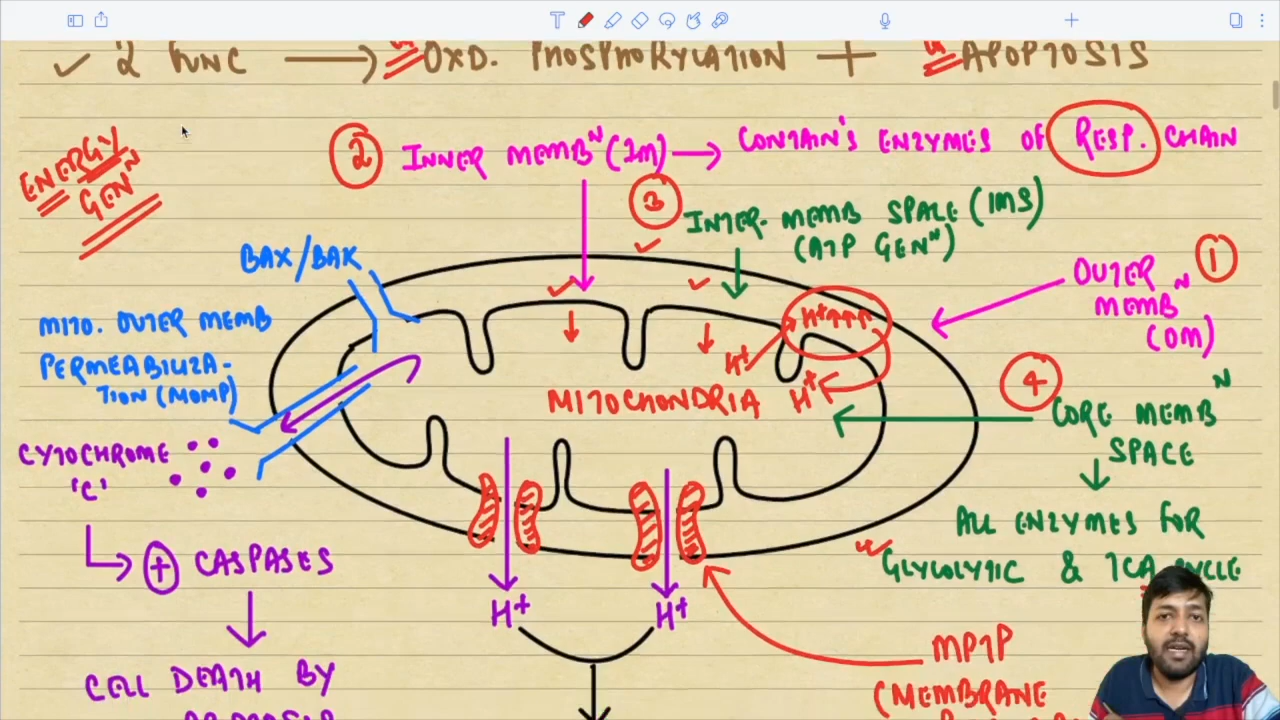 ✓ 2 FUNC → OXD. PHOSPHORYLATION + APOPTOSIS
ENERGY
GENᴺ
② INNER MEMBᴺ (IM) → CONTAIN'S ENZYMES OF RESP. CHAIN
③ INTER. MEMB SPACE (IMS)
(ATP GENᴺ)
BAX/BAK
OUTER ①
MEMBᴺ
(OM)
MITO. OUTER MEMB
PERMEABILIZA-
TION (MOMP)
H+↑↑↑
H+
MITOCHONDRIA H+
④
CORE MEMBᴺ
SPACE
CYTOCHROME
'C'
ALL ENZYMES FOR
GLYCOLYTIC & TCA CYCLE
→ + CASPASES
H+ H+
MPTP
(MEMBRANE
CELL DEATH BY
APOPTOSIS